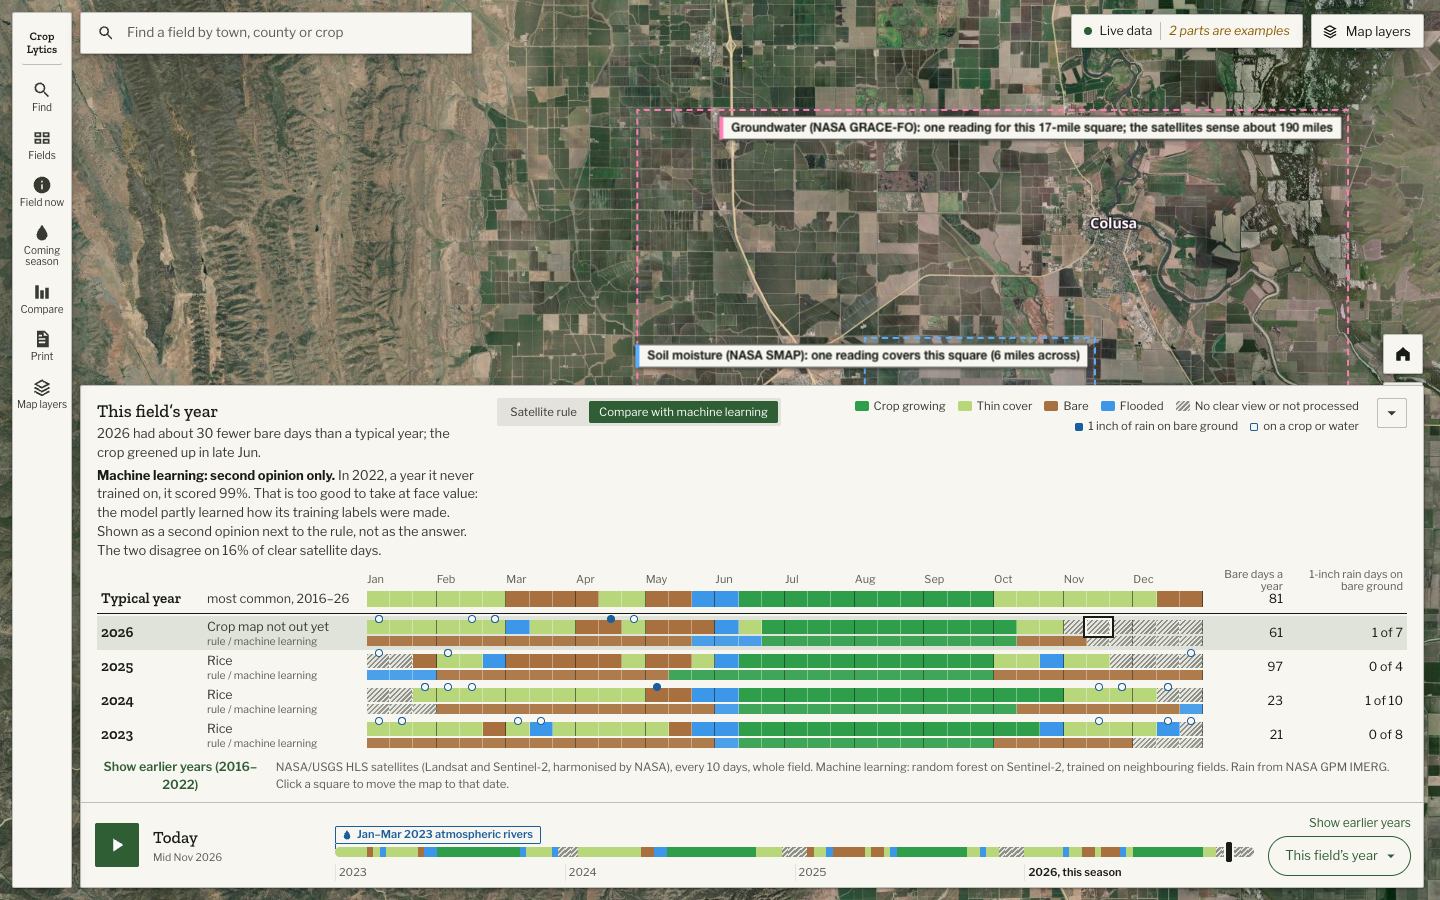 Crop
Lytics
Find
Fields
Field now
Coming
season
Compare
Print
Map layers
Find a field by town, county or crop
Live data
2 parts are examples
Map layers
Groundwater (NASA GRACE-FO): one reading for this 17-mile square; the satellites sense about 190 miles
Colusa
Soil moisture (NASA SMAP): one reading covers this square (6 miles across)
This field's year
2026 had about 30 fewer bare days than a typical year; the
crop greened up in late Jun.
Machine learning: second opinion only. In 2022, a year it never
trained on, it scored 99%. That is too good to take at face value:
the model partly learned how its training labels were made.
Shown as a second opinion next to the rule, not as the answer.
The two disagree on 16% of clear satellite days.
Satellite rule
Compare with machine learning
Crop growing
Thin cover
Bare
Flooded
No clear view or not processed
1 inch of rain on bare ground
on a crop or water
Jan Feb Mar Apr May Jun Jul Aug Sep Oct Nov Dec
Bare days a
year
1-inch rain days on
bare ground
Typical year most common, 2016–26 81
2026 Crop map not out yet
rule / machine learning
61 1 of 7
2025 Rice
rule / machine learning
97 0 of 4
2024 Rice
rule / machine learning
23 1 of 10
2023 Rice
rule / machine learning
21 0 of 8
Show earlier years (2016–
2022)
NASA/USGS HLS satellites (Landsat and Sentinel-2, harmonised by NASA), every 10 days, whole field. Machine learning: random forest on Sentinel-2, trained on neighbouring fields. Rain from NASA GPM IMERG.
Click a square to move the map to that date.
Today
Mid Nov 2026
Jan–Mar 2023 atmospheric rivers
2023 2024 2025 2026, this season
Show earlier years
This field's year